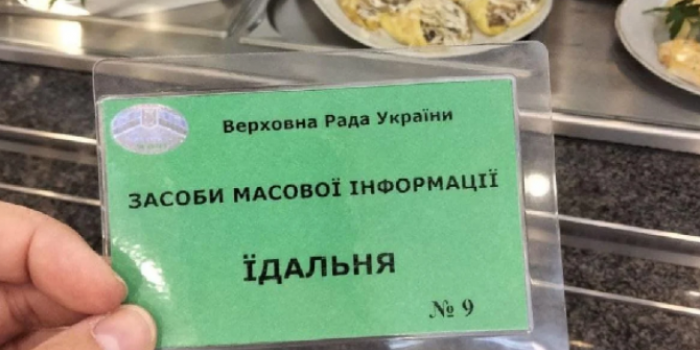 Верховна Рада України
ЗАСОБИ МАСОВОЇ ІНФОРМАЦІЇ
ЇДАЛЬНЯ
№ 9